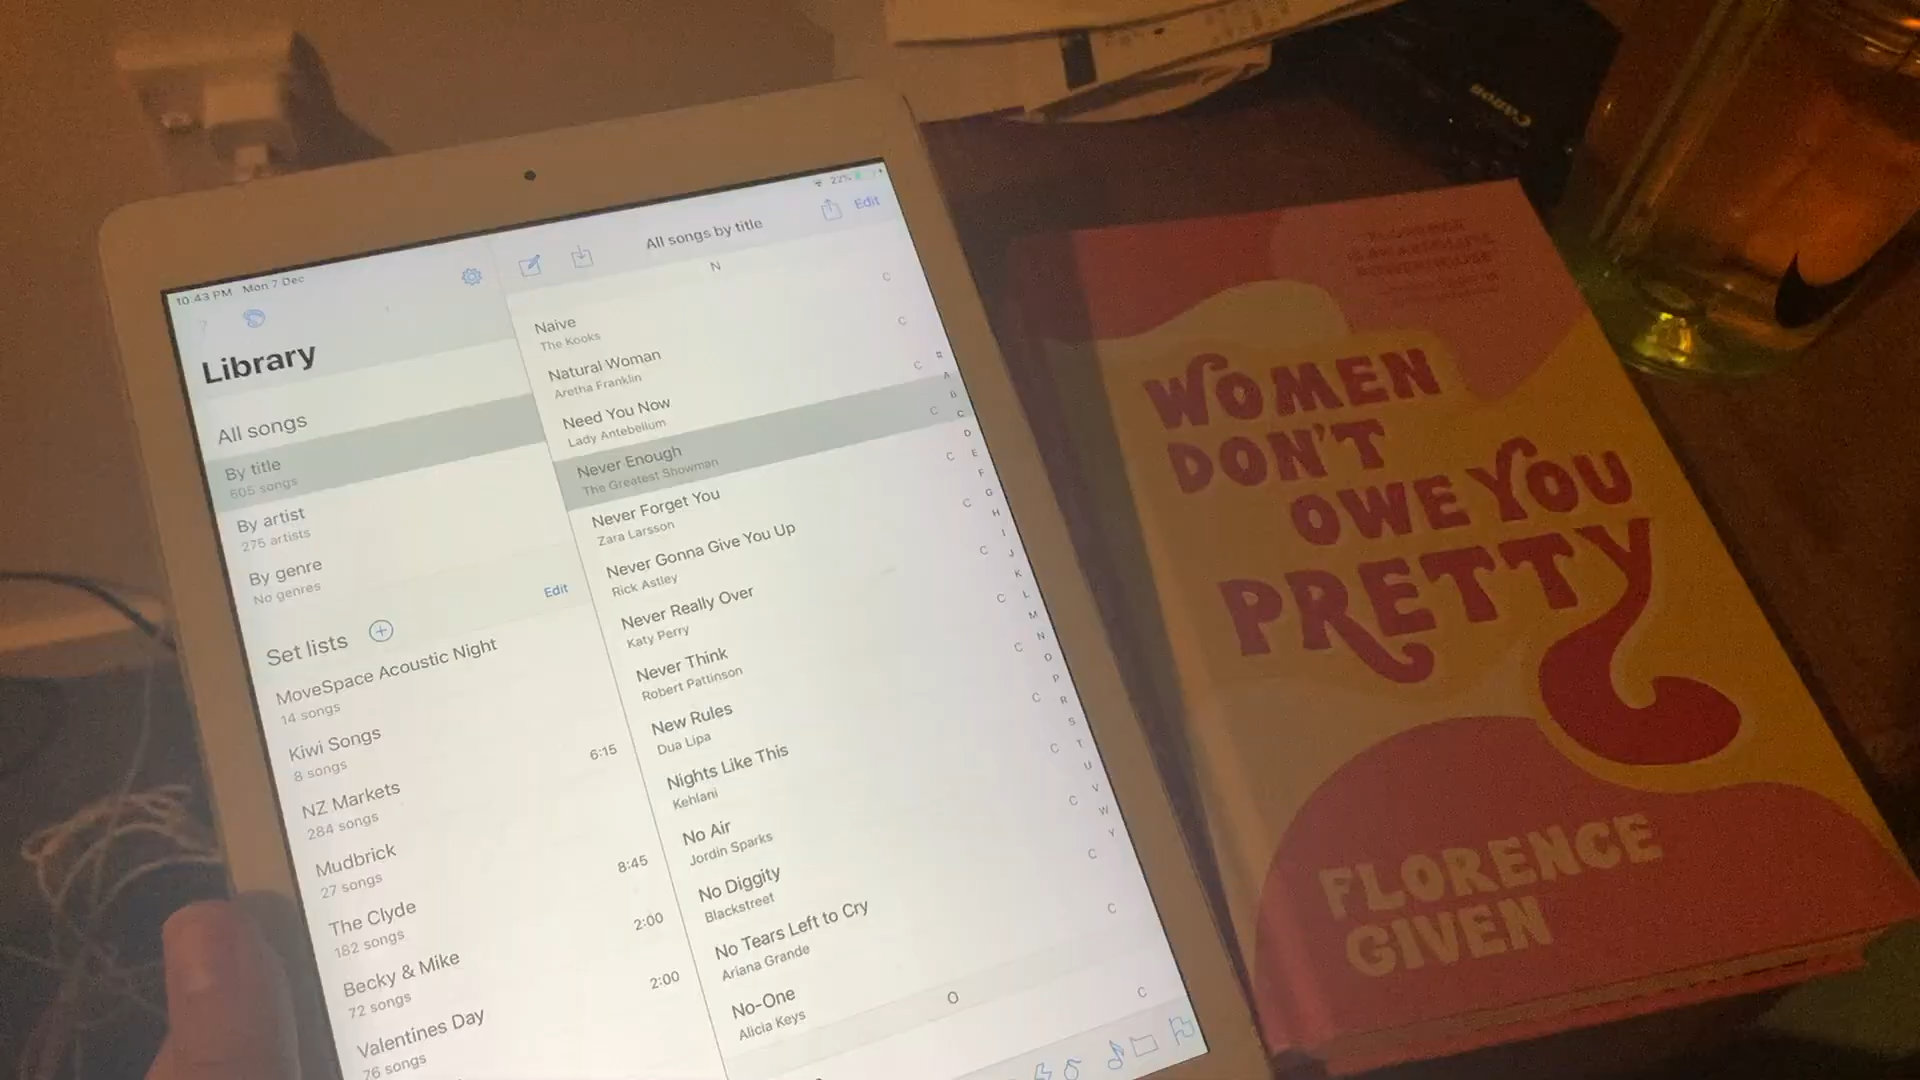 10:43 PM Mon 7 Dec
22%
Library
All songs
By title
605 songs
By artist
275 artists
By genre
No genres
Set lists
Edit
MoveSpace Acoustic Night
14 songs
Kiwi Songs
8 songs
6:15
NZ Markets
284 songs
Mudbrick
27 songs
8:45
The Clyde
182 songs
2:00
Becky & Mike
72 songs
2:00
Valentines Day
76 songs
All songs by title
Edit
N
Naive
The Kooks
C
Natural Woman
Aretha Franklin
C
Need You Now
Lady Antebellum
C
Never Enough
The Greatest Showman
C
Never Forget You
Zara Larsson
C
Never Gonna Give You Up
Rick Astley
C
Never Really Over
Katy Perry
C
Never Think
Robert Pattinson
C
New Rules
Dua Lipa
C
Nights Like This
Kehlani
C
No Air
Jordin Sparks
C
No Diggity
Blackstreet
C
No Tears Left to Cry
Ariana Grande
C
No-One
Alicia Keys
C
O
C
#
A
B
C
D
E
F
G
H
I
J
K
L
M
N
O
P
R
S
T
U
V
W
Y
Canon
WOMEN
DON'T
OWE YOU
PRETTY
FLORENCE
GIVEN